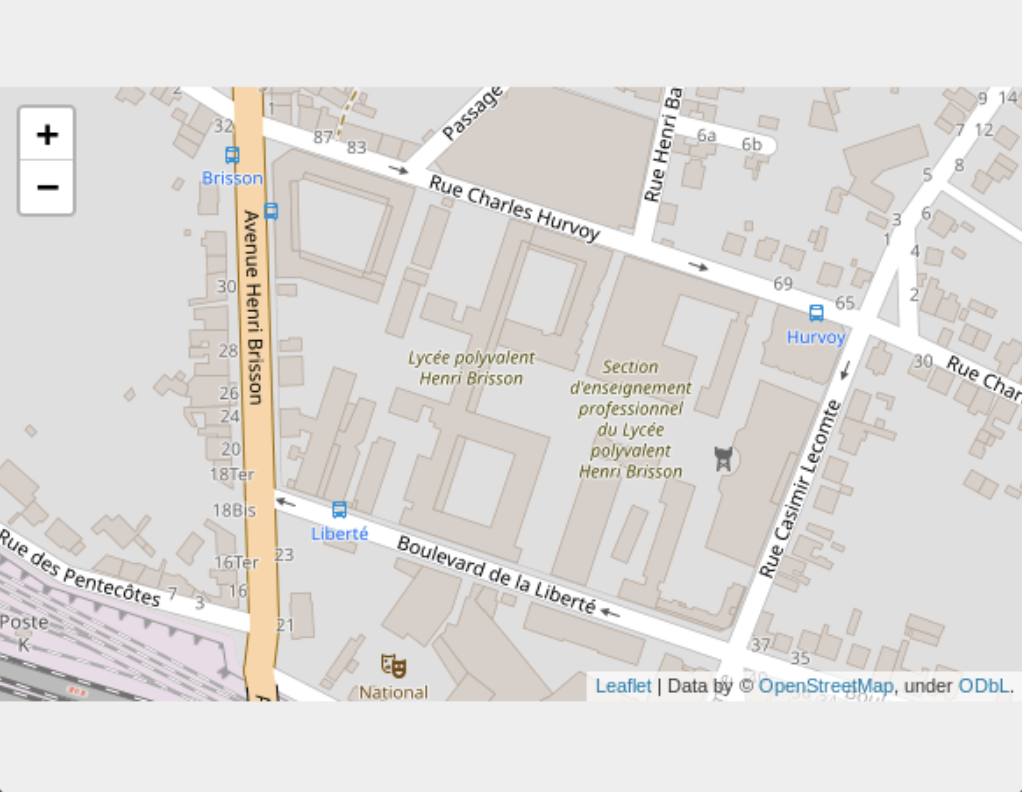 +
−
2
32
1
87
83
Passage
Rue Henri Ba
6a
6b
9
14
7
12
8
5
6
3
1
4
2
Brisson
Rue Charles Hurvoy
Avenue Henri Brisson
30
69
65
Hurvoy
30
Rue Char
28
26
24
20
18Ter
18Bis
16Ter
16
23
21
Lycée polyvalent
Henri Brisson
Section
d'enseignement
professionnel
du Lycée
polyvalent
Henri Brisson
Rue Casimir Lecomte
Liberté
Boulevard de la Liberté
Rue des Pentecôtes
7
3
Poste
K
National
37
35
Leaflet | Data by © OpenStreetMap, under ODbL.